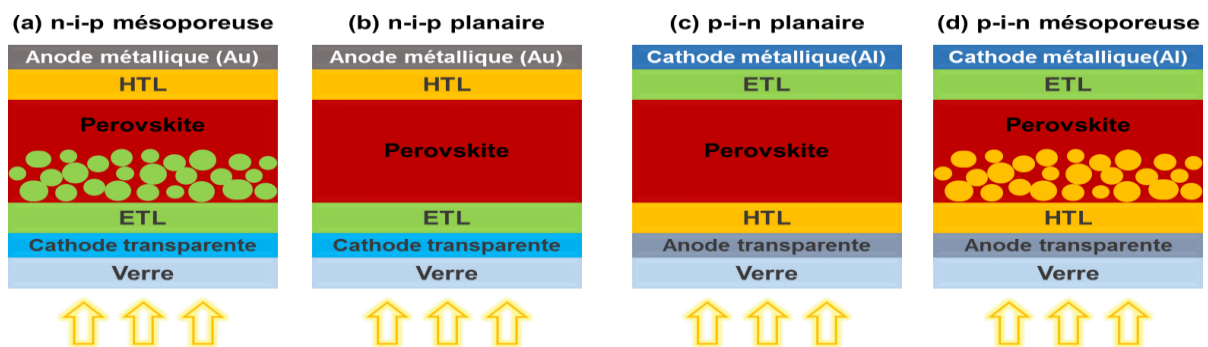 (a) n-i-p mésoporeuse
Anode métallique (Au)
HTL
Perovskite
ETL
Cathode transparente
Verre
(b) n-i-p planaire
Anode métallique (Au)
HTL
Perovskite
ETL
Cathode transparente
Verre
(c) p-i-n planaire
Cathode métallique(Al)
ETL
Perovskite
HTL
Anode transparente
Verre
(d) p-i-n mésoporeuse
Cathode métallique(Al)
ETL
Perovskite
HTL
Anode transparente
Verre